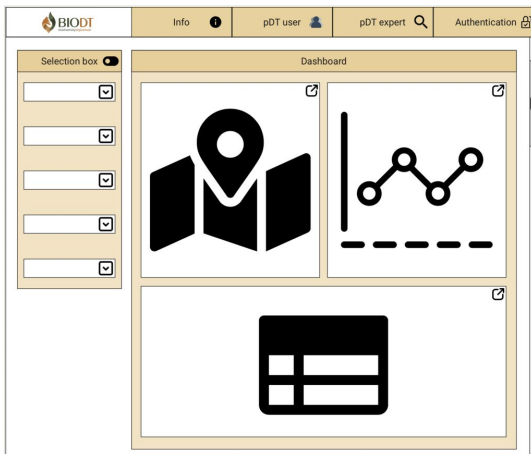 BIODT
Info
pDT user
pDT expert
Authentication
Selection box
Dashboard